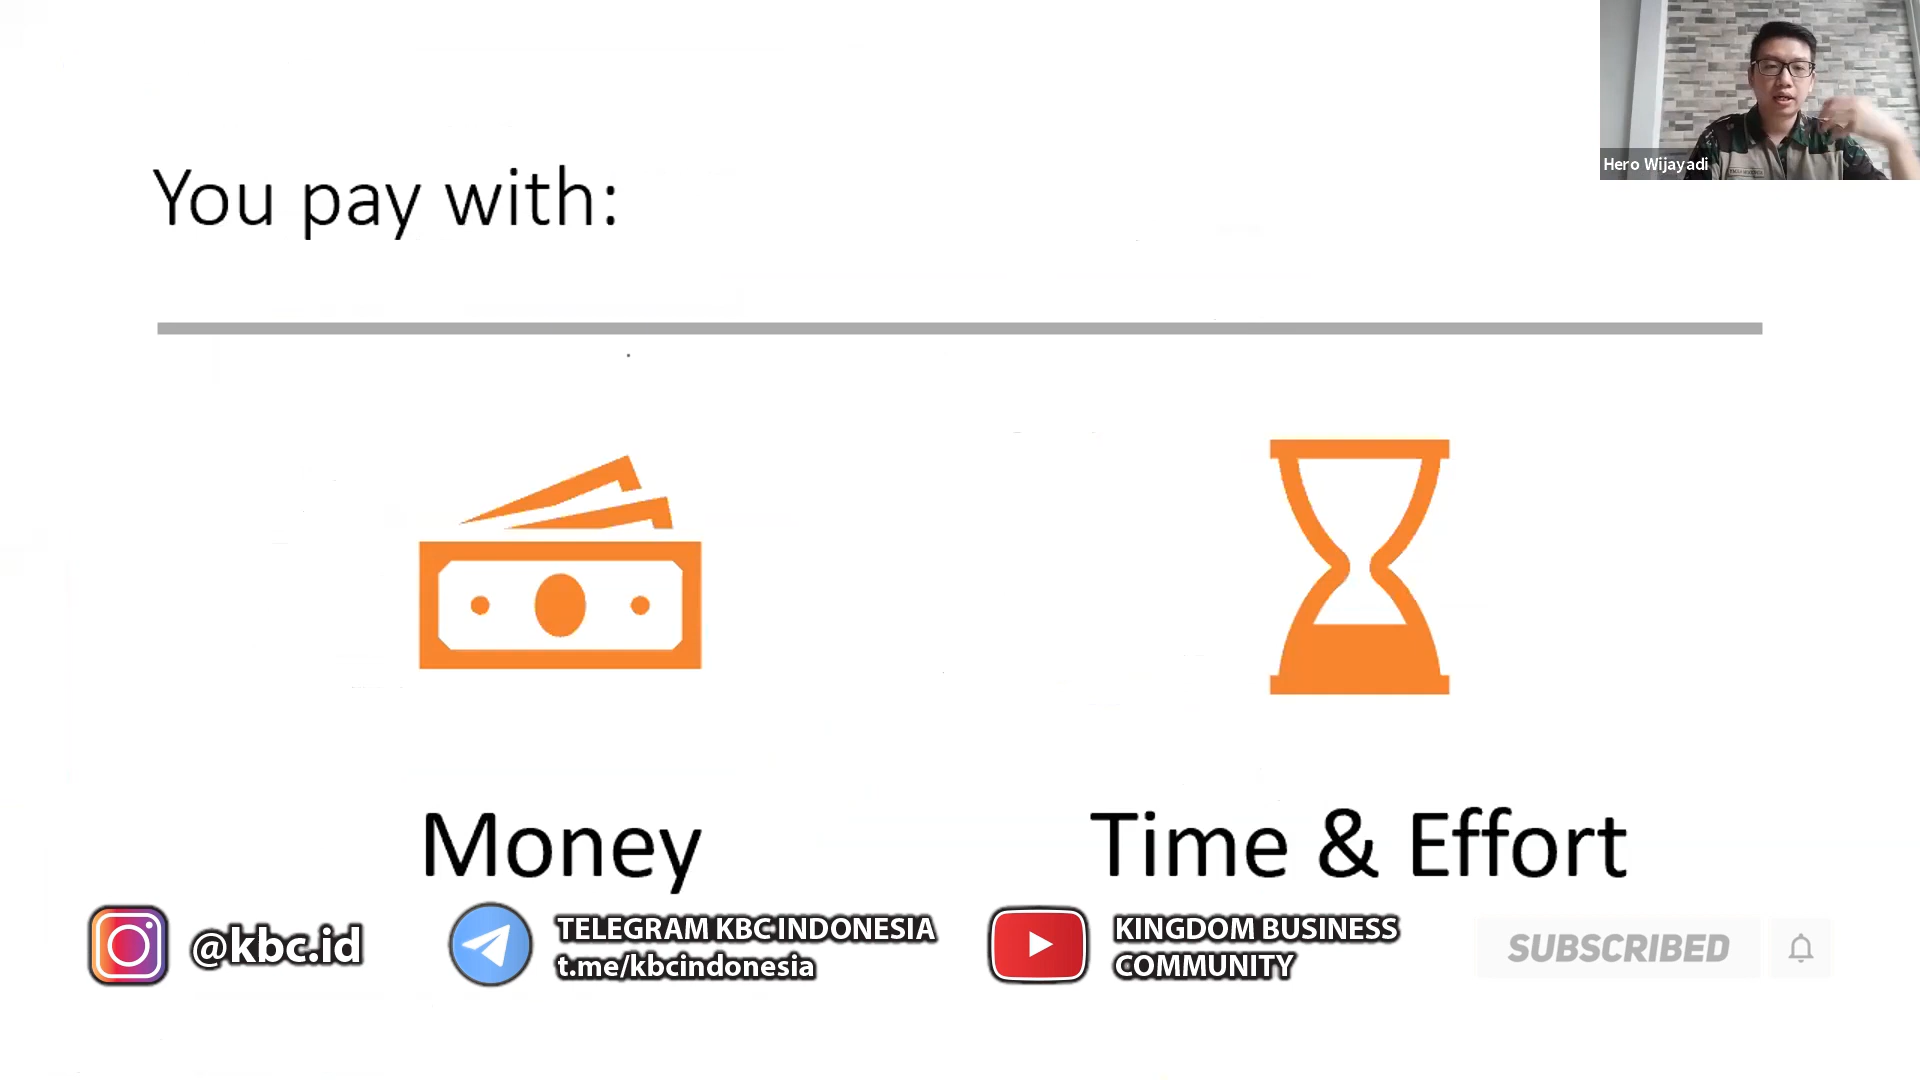 Hero Wijayadi
You pay with:
Money
Time & Effort
@kbc.id
TELEGRAM KBC INDONESIA
t.me/kbcindonesia
KINGDOM BUSINESS
COMMUNITY
SUBSCRIBED